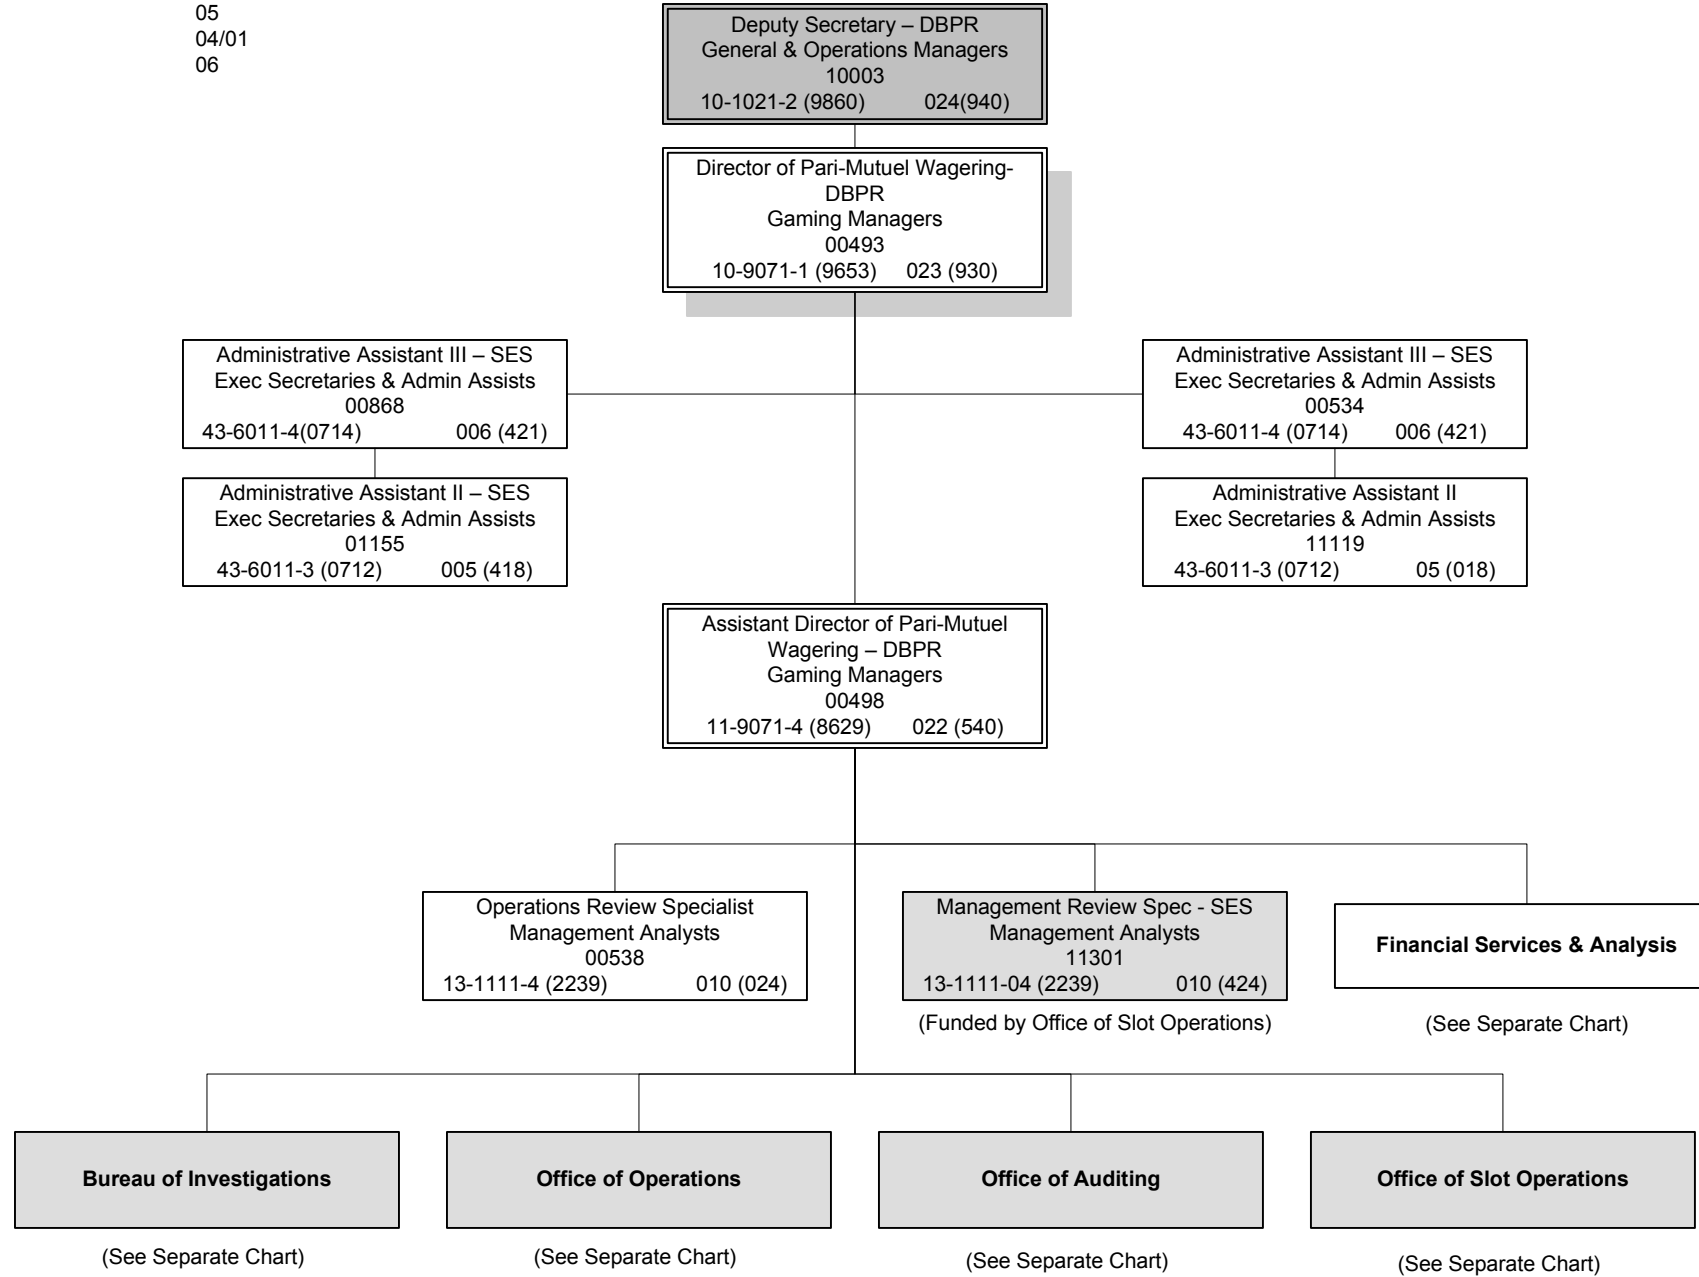 05
04/01
06
Deputy Secretary – DBPR
General & Operations Managers
10003
10-1021-2 (9860) 024(940)
Director of Pari-Mutuel Wagering-
DBPR
Gaming Managers
00493
10-9071-1 (9653) 023 (930)
Administrative Assistant III – SES
Exec Secretaries & Admin Assists
00868
43-6011-4(0714) 006 (421)
Administrative Assistant III – SES
Exec Secretaries & Admin Assists
00534
43-6011-4 (0714) 006 (421)
Administrative Assistant II – SES
Exec Secretaries & Admin Assists
01155
43-6011-3 (0712) 005 (418)
Administrative Assistant II
Exec Secretaries & Admin Assists
11119
43-6011-3 (0712) 05 (018)
Assistant Director of Pari-Mutuel
Wagering – DBPR
Gaming Managers
00498
11-9071-4 (8629) 022 (540)
Operations Review Specialist
Management Analysts
00538
13-1111-4 (2239) 010 (024)
Management Review Spec - SES
Management Analysts
11301
13-1111-04 (2239) 010 (424)
(Funded by Office of Slot Operations)
Financial Services & Analysis
(See Separate Chart)
Bureau of Investigations
(See Separate Chart)
Office of Operations
(See Separate Chart)
Office of Auditing
(See Separate Chart)
Office of Slot Operations
(See Separate Chart)